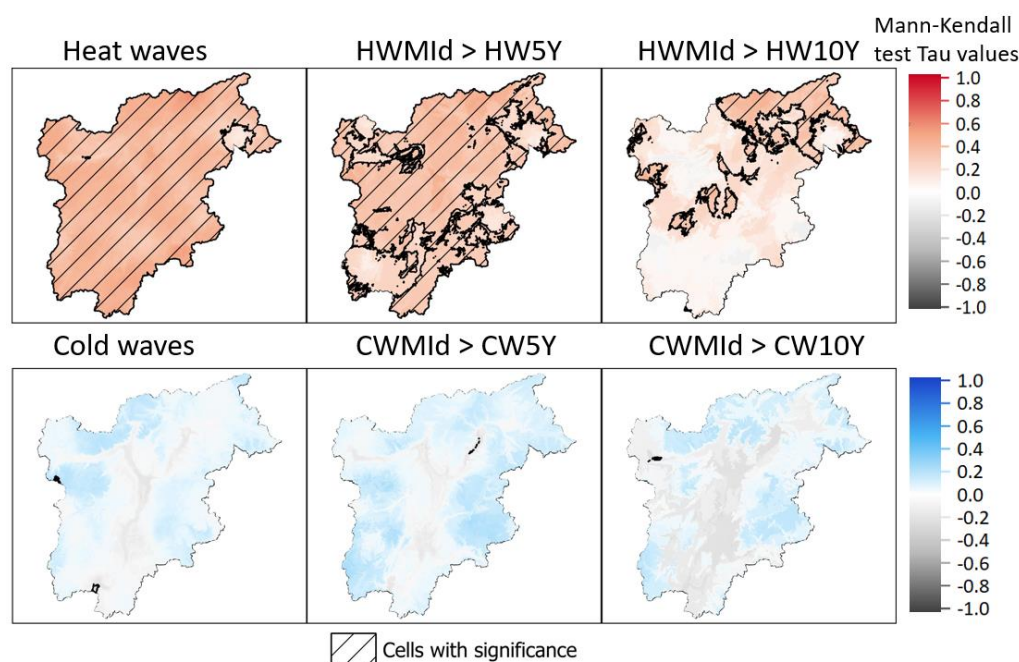 Heat waves
HWMId > HW5Y
HWMId > HW10Y
Mann-Kendall
test Tau values
1.0
0.8
0.6
0.4
0.2
0.0
-0.2
-0.4
-0.6
-0.8
-1.0
Cold waves
CWMId > CW5Y
CWMId > CW10Y
1.0
0.8
0.6
0.4
0.2
0.0
-0.2
-0.4
-0.6
-0.8
-1.0
Cells with significance